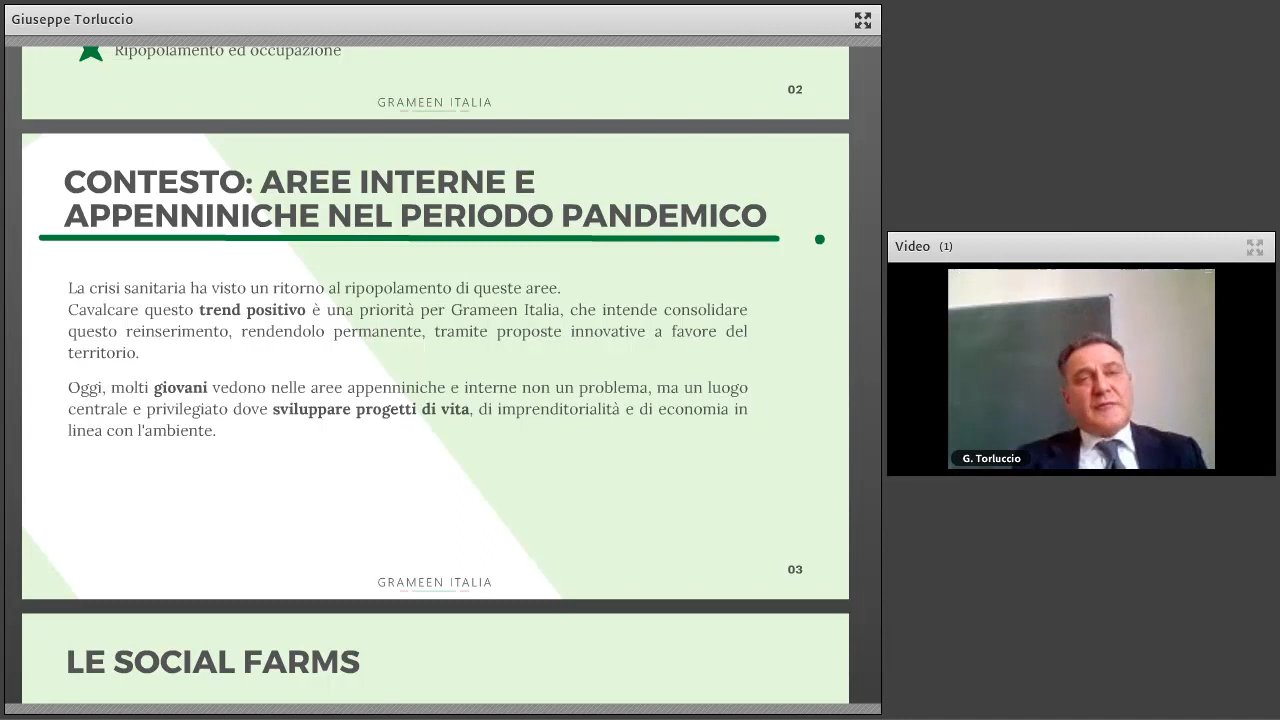 Giuseppe Torluccio
Ripopolamento ed occupazione
02
GRAMEEN ITALIA
CONTESTO: AREE INTERNE E
APPENNINICHE NEL PERIODO PANDEMICO
La crisi sanitaria ha visto un ritorno al ripopolamento di queste aree.
Cavalcare questo trend positivo è una priorità per Grameen Italia, che intende consolidare
questo reinserimento, rendendolo permanente, tramite proposte innovative a favore del
territorio.
Oggi, molti giovani vedono nelle aree appenniniche e interne non un problema, ma un luogo
centrale e privilegiato dove sviluppare progetti di vita, di imprenditorialità e di economia in
linea con l'ambiente.
03
GRAMEEN ITALIA
LE SOCIAL FARMS
Video (1)
G. Torluccio